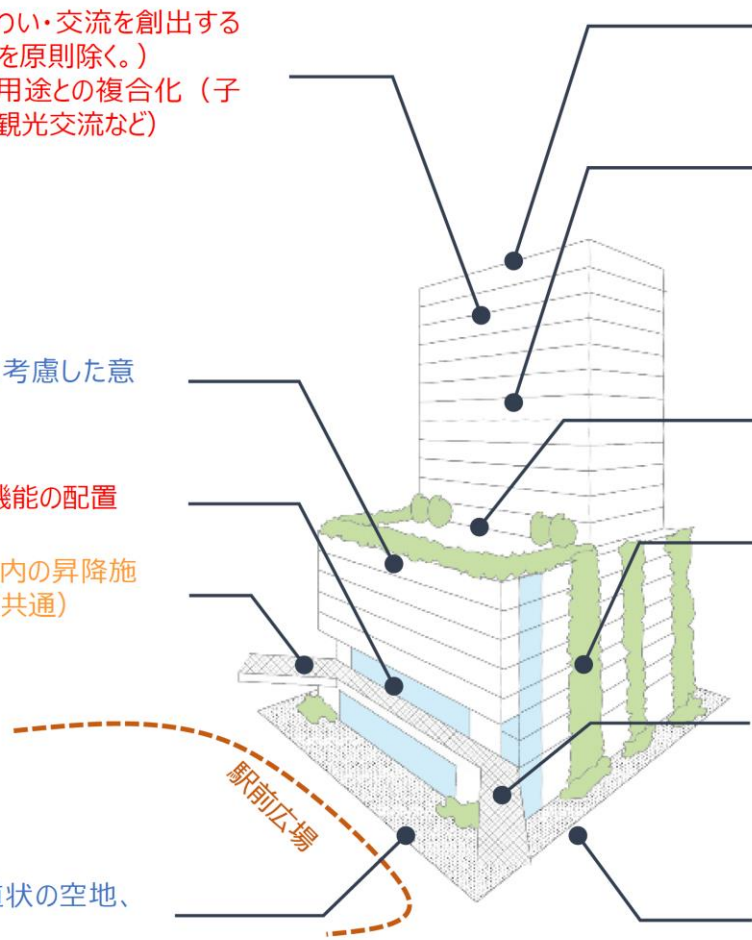 わい・交流を創出する
を原則除く。）
用途との複合化（子
観光交流など）
考慮した意
機能の配置
内の昇降施
共通）
駅前広場
状の空地、